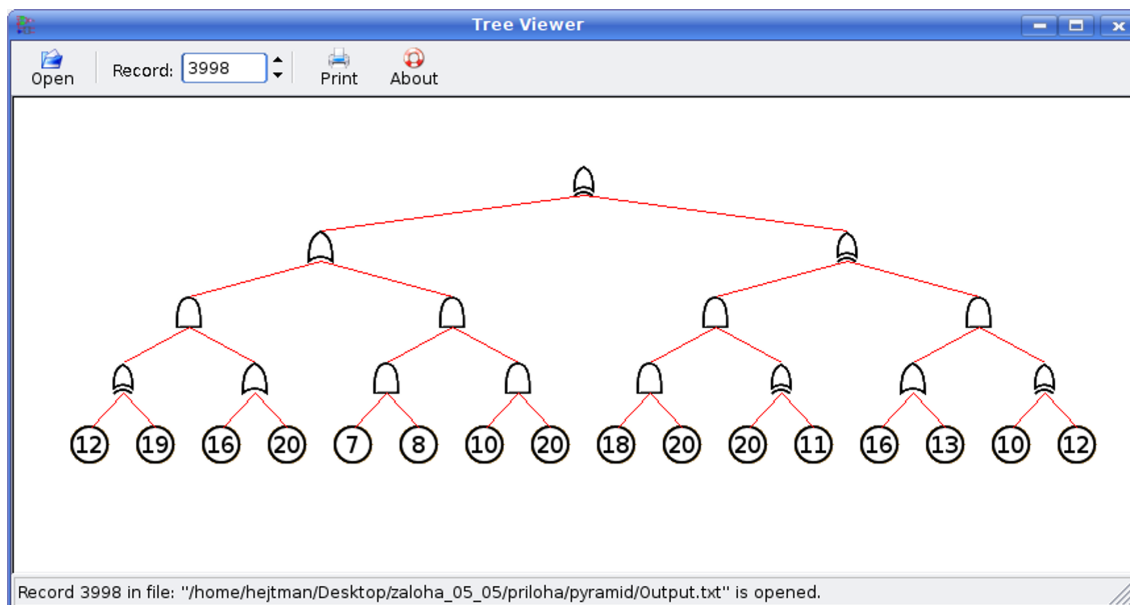 Tree Viewer
Open Record: 3998 Print About
12 19 16 20 7 8 10 20 18 20 20 11 16 13 10 12
Record 3998 in file: "/home/hejtman/Desktop/zaloha_05_05/priloha/pyramid/Output.txt" is opened.